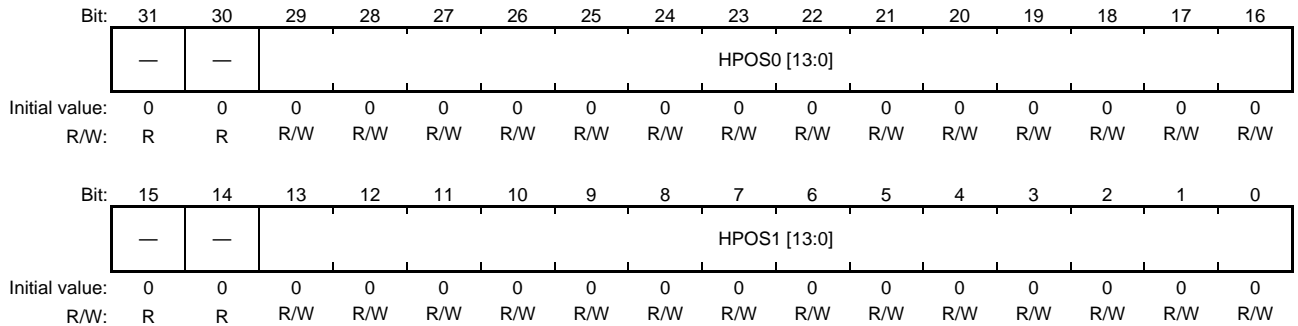 Bit: 31 30 29 28 27 26 25 24 23 22 21 20 19 18 17 16
— — HPOS0 [13:0]
Initial value: 0 0 0 0 0 0 0 0 0 0 0 0 0 0 0 0
R/W: R R R/W R/W R/W R/W R/W R/W R/W R/W R/W R/W R/W R/W R/W R/W
Bit: 15 14 13 12 11 10 9 8 7 6 5 4 3 2 1 0
— — HPOS1 [13:0]
Initial value: 0 0 0 0 0 0 0 0 0 0 0 0 0 0 0 0
R/W: R R R/W R/W R/W R/W R/W R/W R/W R/W R/W R/W R/W R/W R/W R/W